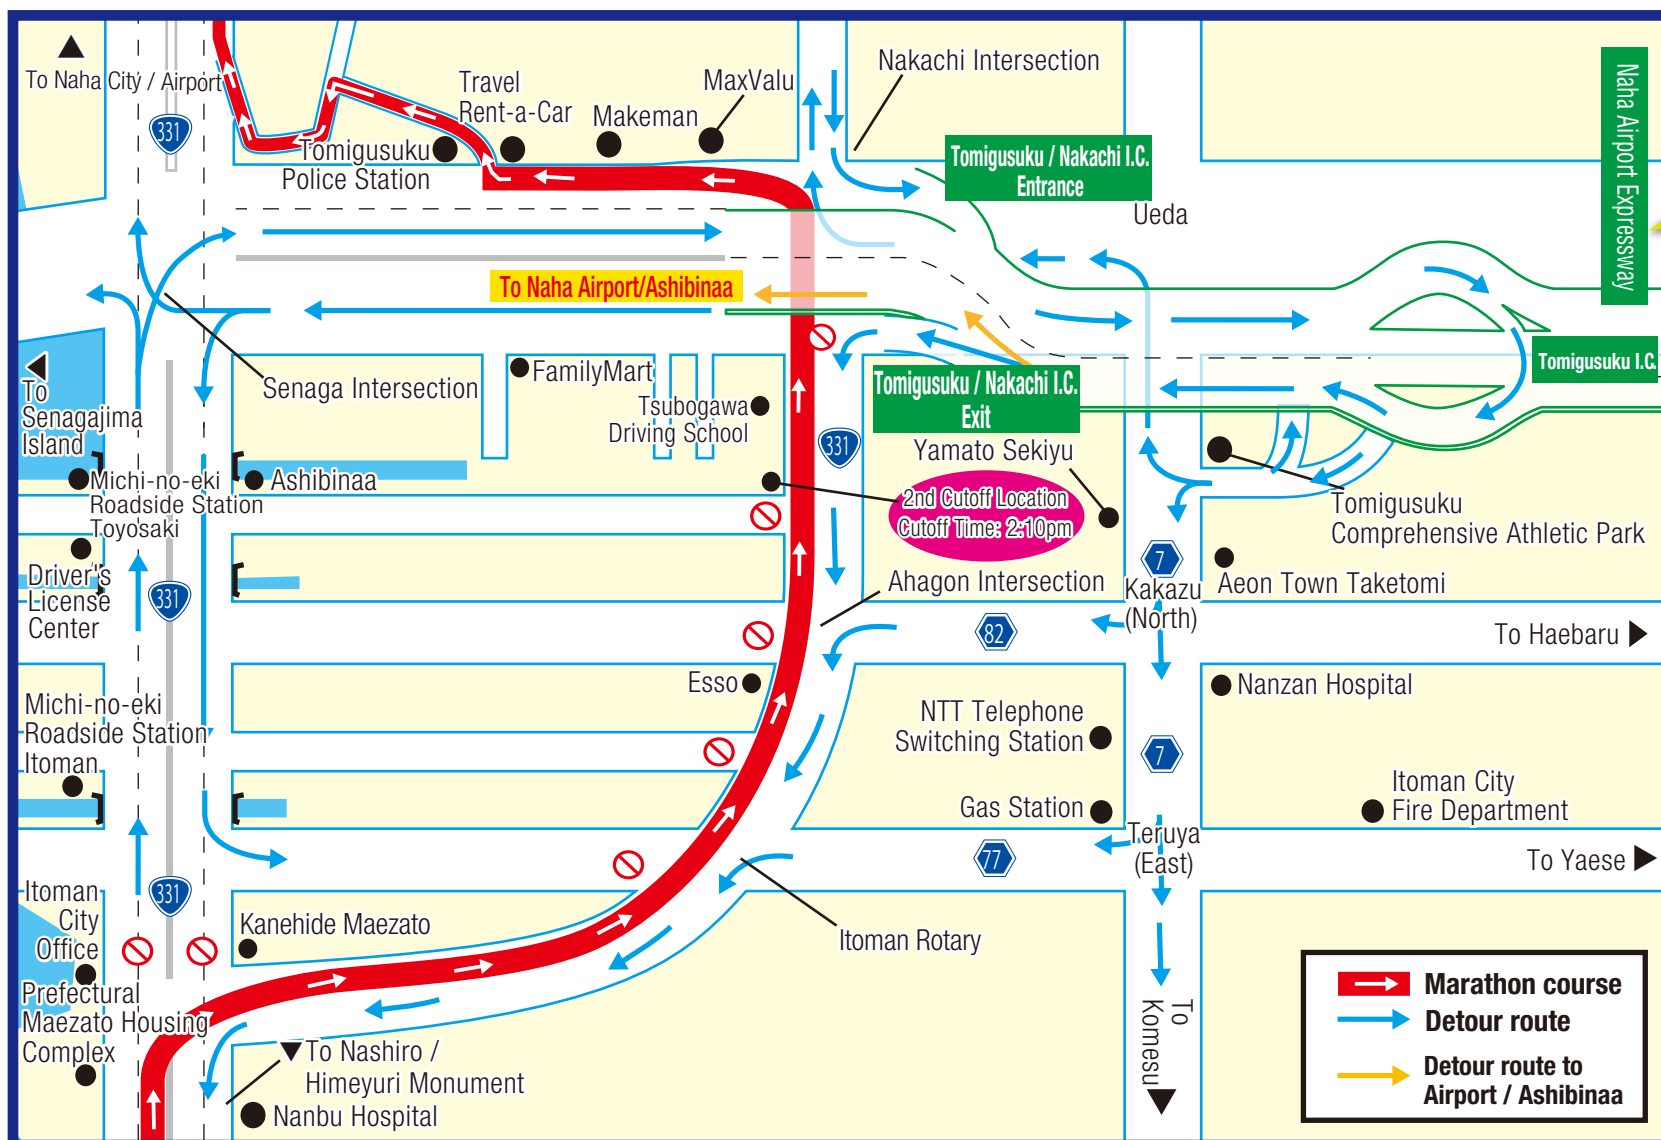 To Naha City / Airport
331
Travel
Rent-a-Car
Makeman
MaxValu
Nakachi Intersection
Tomigusuku
Police Station
Tomigusuku / Nakachi I.C.
Entrance
Ueda
Naha Airport Expressway
To Naha Airport/Ashibinaa
To
Senagajima
Island
Senaga Intersection
FamilyMart
Tsubogawa
Driving School
Tomigusuku / Nakachi I.C.
Exit
Tomigusuku I.C.
331
Yamato Sekiyu
2nd Cutoff Location
Cutoff Time: 2:10pm
Michi-no-eki
Roadside Station
Toyosaki
Ashibinaa
Tomigusuku
Comprehensive Athletic Park
Driver's
License
Center
331
Ahagon Intersection
7
Kakazu
(North)
Aeon Town Taketomi
82
To Haebaru
Esso
Nanzan Hospital
Michi-no-eki
Roadside Station
Itoman
NTT Telephone
Switching Station
7
Gas Station
Itoman City
Fire Department
Teruya
(East)
77
To Yaese
Itoman
City
Office
331
Kanehide Maezato
Itoman Rotary
Prefectural
Maezato Housing
Complex
To Nashiro /
Himeyuri Monument
Nanbu Hospital
To
Komesu
Marathon course
Detour route
Detour route to
Airport / Ashibinaa